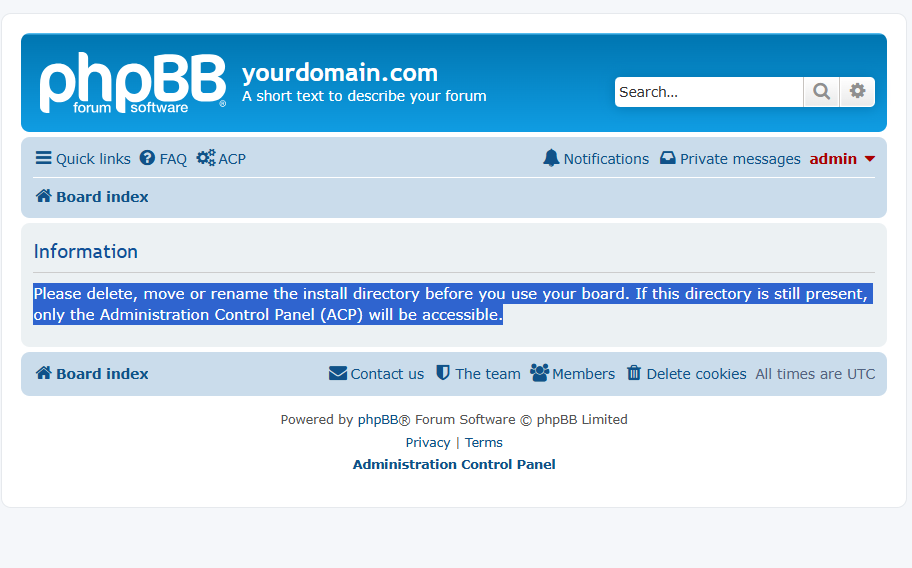 phpBB
forum software ®
yourdomain.com
A short text to describe your forum
Search…
Quick links FAQ ACP
Notifications Private messages admin
Board index
Information
Please delete, move or rename the install directory before you use your board. If this directory is still present,
only the Administration Control Panel (ACP) will be accessible.
Board index
Contact us The team Members Delete cookies All times are UTC
Powered by phpBB® Forum Software © phpBB Limited
Privacy | Terms
Administration Control Panel